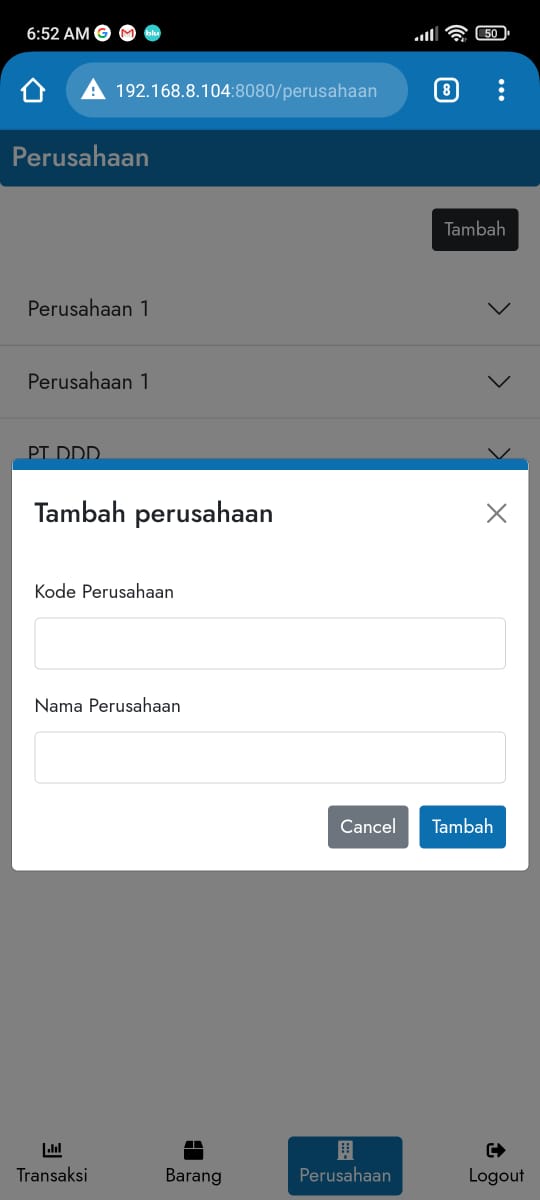 6:52 AM G M blu 50
192.168.8.104:8080/perusahaan 8
Perusahaan
Tambah
Perusahaan 1
Perusahaan 1
PT DDD
Tambah perusahaan
Kode Perusahaan
Nama Perusahaan
Cancel Tambah
Transaksi Barang Perusahaan Logout